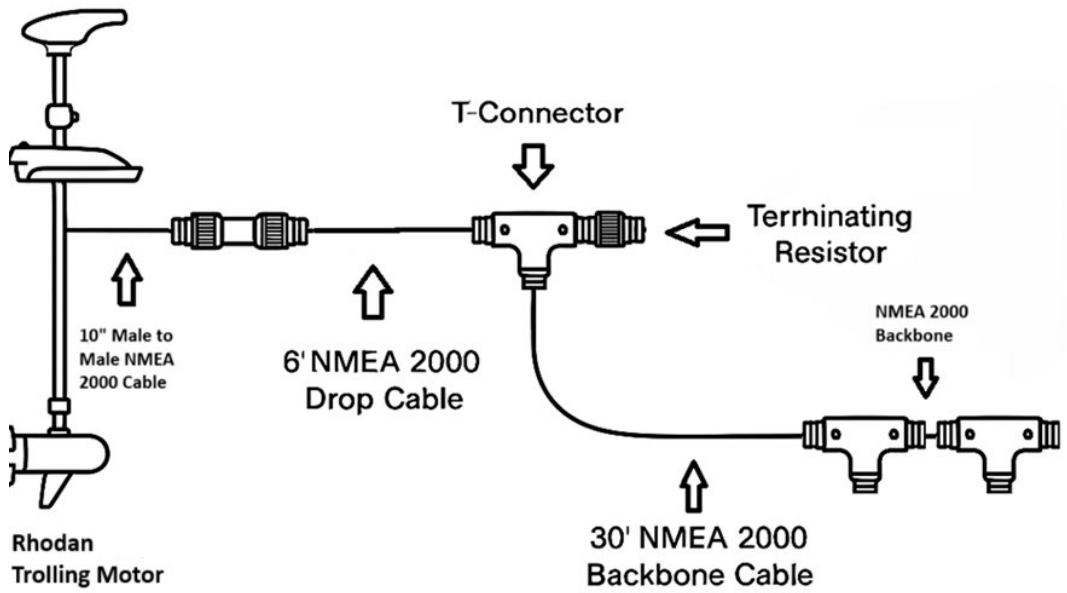 T-Connector
Terrhinating
Resistor
10" Male to
Male NMEA
2000 Cable
6' NMEA 2000
Drop Cable
NMEA 2000
Backbone
30' NMEA 2000
Backbone Cable
Rhodan
Trolling Motor